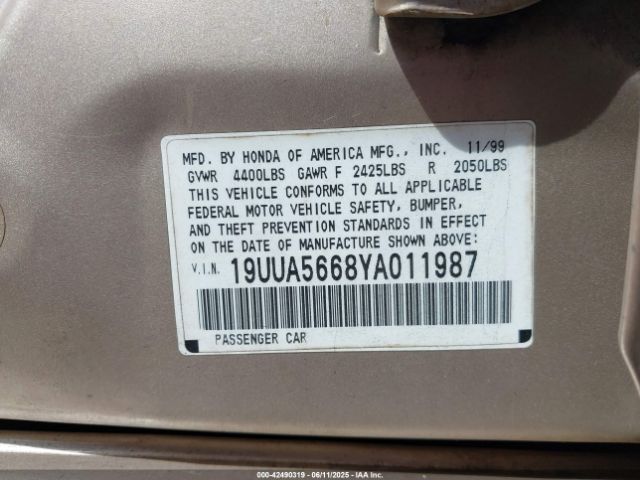 MFD. BY HONDA OF AMERICA MFG., INC. 11/99
GVWR 4400LBS GAWR F 2425LBS R 2050LBS
THIS VEHICLE CONFORMS TO ALL APPLICABLE
FEDERAL MOTOR VEHICLE SAFETY, BUMPER,
AND THEFT PREVENTION STANDARDS IN EFFECT
ON THE DATE OF MANUFACTURE SHOWN ABOVE:
V.I.N. 19UUA5668YA011987
PASSENGER CAR
000-42490319 - 06/11/2025 - IAA Inc.